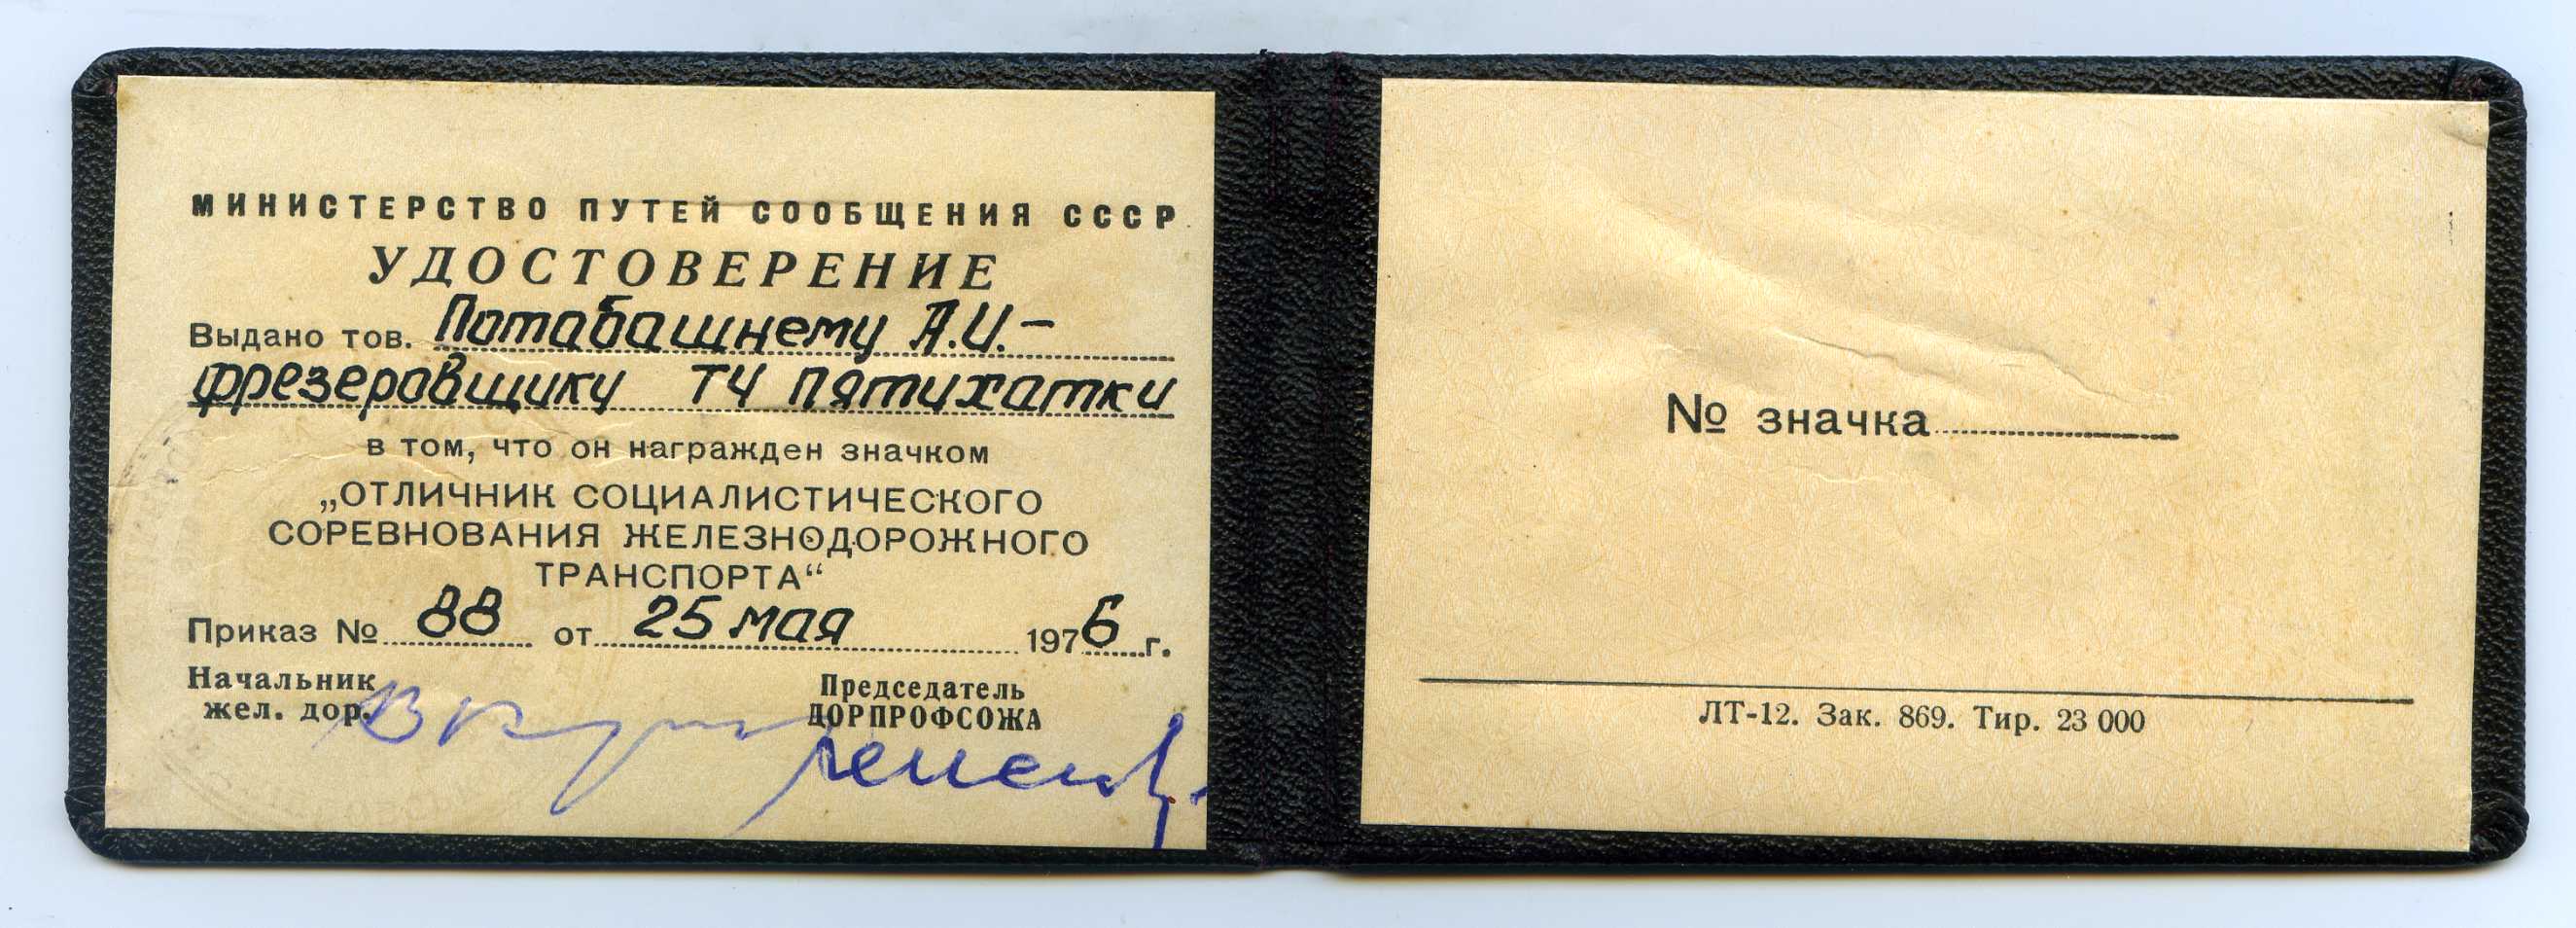 МИНИСТЕРСТВО ПУТЕЙ СООБЩЕНИЯ СССР
УДОСТОВЕРЕНИЕ
Выдано тов. Потабашнему А.И.-
фрезеровщику ТЧ Пятихатки
в том, что он награжден значком
„ОТЛИЧНИК СОЦИАЛИСТИЧЕСКОГО
СОРЕВНОВАНИЯ ЖЕЛЕЗНОДОРОЖНОГО
ТРАНСПОРТА“
Приказ № 88 от 25 мая 1976 г.
Начальник
жел. дор.
Председатель
ДОРПРОФСОЖА
№ значка
ЛТ-12. Зак. 869. Тир. 23 000